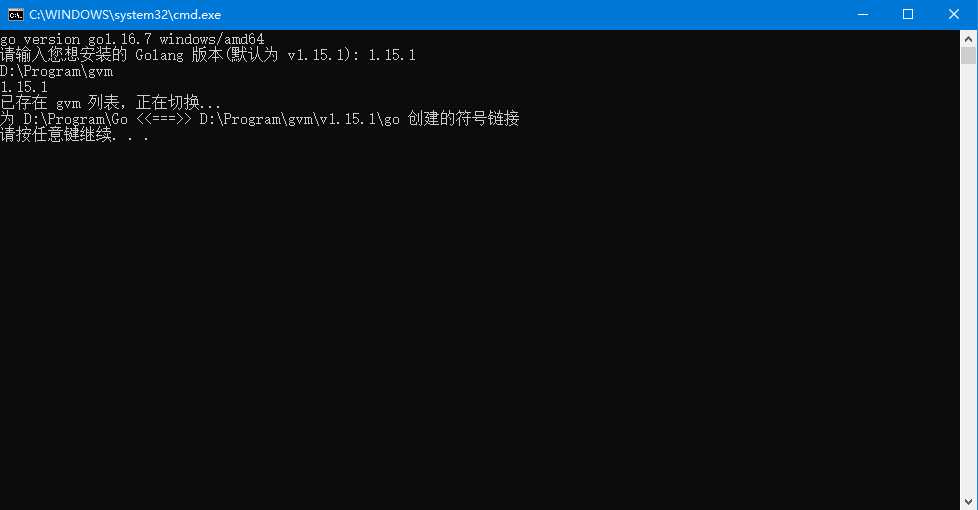 C:\WINDOWS\system32\cmd.exe
go version go1.16.7 windows/amd64
请输入您想安装的 Golang 版本(默认为 v1.15.1): 1.15.1
D:\Program\gvm
1.15.1
已存在 gvm 列表，正在切换...
为 D:\Program\Go <<===>> D:\Program\gvm\v1.15.1\go 创建的符号链接
请按任意键继续. . .